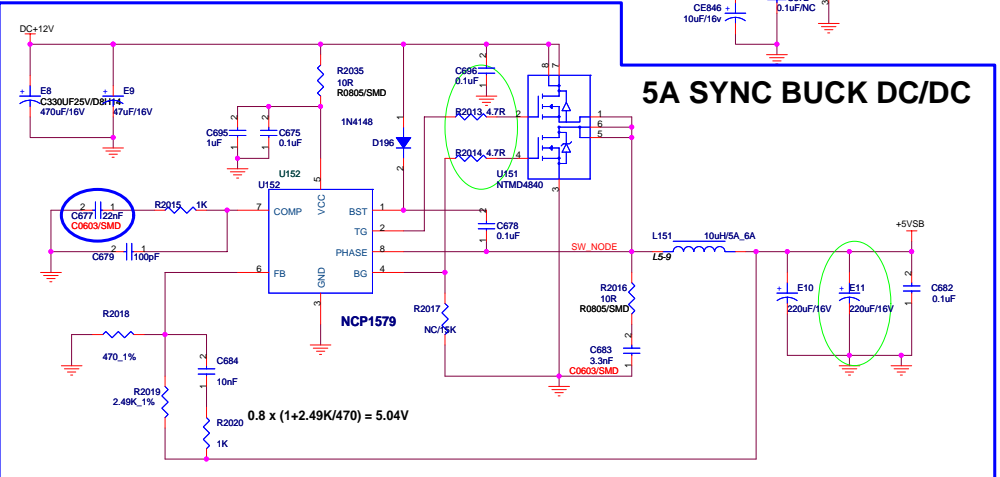 CE846
10uF/16v
0.1uF/NC
3
DC+12V
5A SYNC BUCK DC/DC
E8
C330UF25V/D8H14
470uF/16V
E9
47uF/16V
R2035
10R
R0805/SMD
1N4148
D196
C696
0.1uF
R2013 4.7R
R2014 4.7R
U151
NTMD4840
C695
1uF
C675
0.1uF
U152
U152
NCP1579
COMP
VCC
BST
TG
PHASE
BG
FB
GND
C677 22nF
C0603/SMD
R2015 1K
C679 100pF
C678
0.1uF
SW_NODE
L151 10uH/5A_6A
L5-9
+5VSB
R2016
10R
R0805/SMD
E10
220uF/16V
E11
220uF/16V
C682
0.1uF
R2017
NC/15K
C683
3.3nF
C0603/SMD
R2018
470_1%
C684
10nF
R2019
2.49K_1%
R2020
1K
0.8 x (1+2.49K/470) = 5.04V